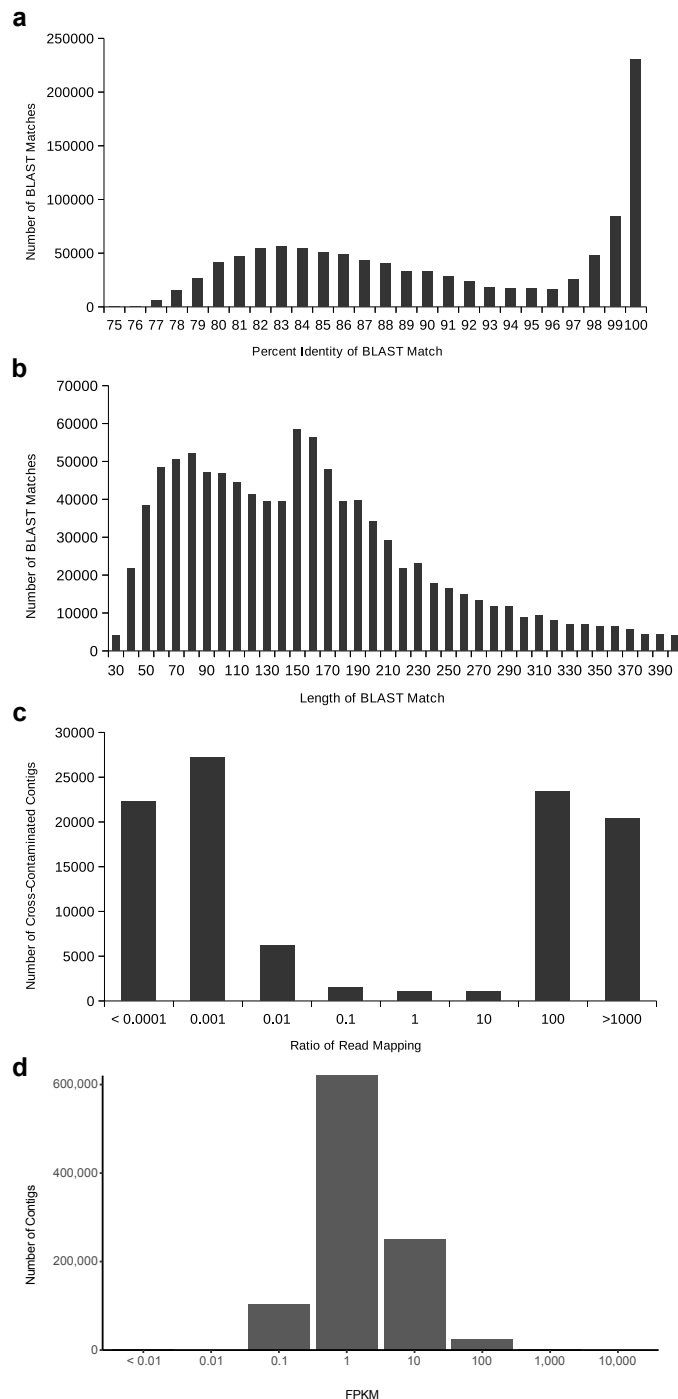 a
250000
200000
150000
100000
50000
0
Number of BLAST Matches
75 76 77 78 79 80 81 82 83 84 85 86 87 88 89 90 91 92 93 94 95 96 97 98 99 100
Percent Identity of BLAST Match
b
70000
60000
50000
40000
30000
20000
10000
0
Number of BLAST Matches
30 50 70 90 110 130 150 170 190 210 230 250 270 290 310 330 350 370 390
Length of BLAST Match
c
30000
25000
20000
15000
10000
5000
0
Number of Cross-Contaminated Contigs
< 0.0001 0.001 0.01 0.1 1 10 100 >1000
Ratio of Read Mapping
d
600,000
400,000
200,000
0
Number of Contigs
< 0.01 0.01 0.1 1 10 100 1,000 10,000
FPKM